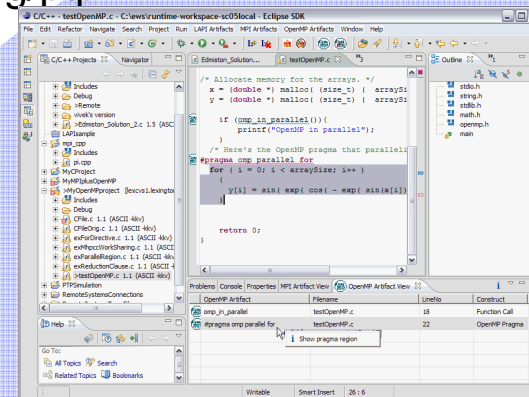 C/C++ - testOpenMP.c - C:\ews\runtime-workspace-sc05local - Eclipse SDK
File Edit Refactor Navigate Search Project Run LAPI Artifacts MPI Artifacts OpenMP Artifacts Window Help
C/C++ Projects Navigator
Includes
Debug
>Remote
vivek's version
>Edmiston_Solution_2.c 1.5 (ASCI
LAPIsample
mpi_cpp
Includes
pi.cpp
MyCProject
MyMPIplusOpenMP
>MyOpenMPproject [lexcvs1.lexingto
Includes
Debug
CFile.c 1.1 (ASCII -kkv)
CFileOrig.c 1.1 (ASCII -kkv)
exForDirective.c 1.1 (ASCII -kkv)
exMhpccWorkSharing.c 1.1 (ASCI
exParallelRegion.c 1.1 (ASCII -kkv
exReductionClause.c 1.1 (ASCII -k
>testOpenMP.c 1.1 (ASCII -kkv)
PTPSimulation
RemoteSystemsConnections
Help
Go To:
All Topics Search
Related Topics Bookmarks
Edmiston_Solution... testOpenMP.c
/* Allocate memory for the arrays. */
x = (double *) malloc( (size_t) ( arraySi
y = (double *) malloc( (size_t) ( arraySi
if (omp_in_parallel()){
printf("OpenMP in parallel");
}
/* Here's the OpenMP pragma that paralleli
#pragma omp parallel for
for ( i = 0; i < arraySize; i++ )
{
y[i] = sin( exp( cos( - exp( sin(x[i])
}
return 0;
}
Outline
stdio.h
string.h
stdlib.h
math.h
openmp.h
main
Problems Console Properties MPI Artifact View OpenMP Artifact View
OpenMP Artifact Filename LineNo Construct
omp_in_parallel testOpenMP.c 18 Function Call
#pragma omp parallel for testOpenMP.c 22 OpenMP Pragma
Show pragma region
Writable Smart Insert 26 : 6